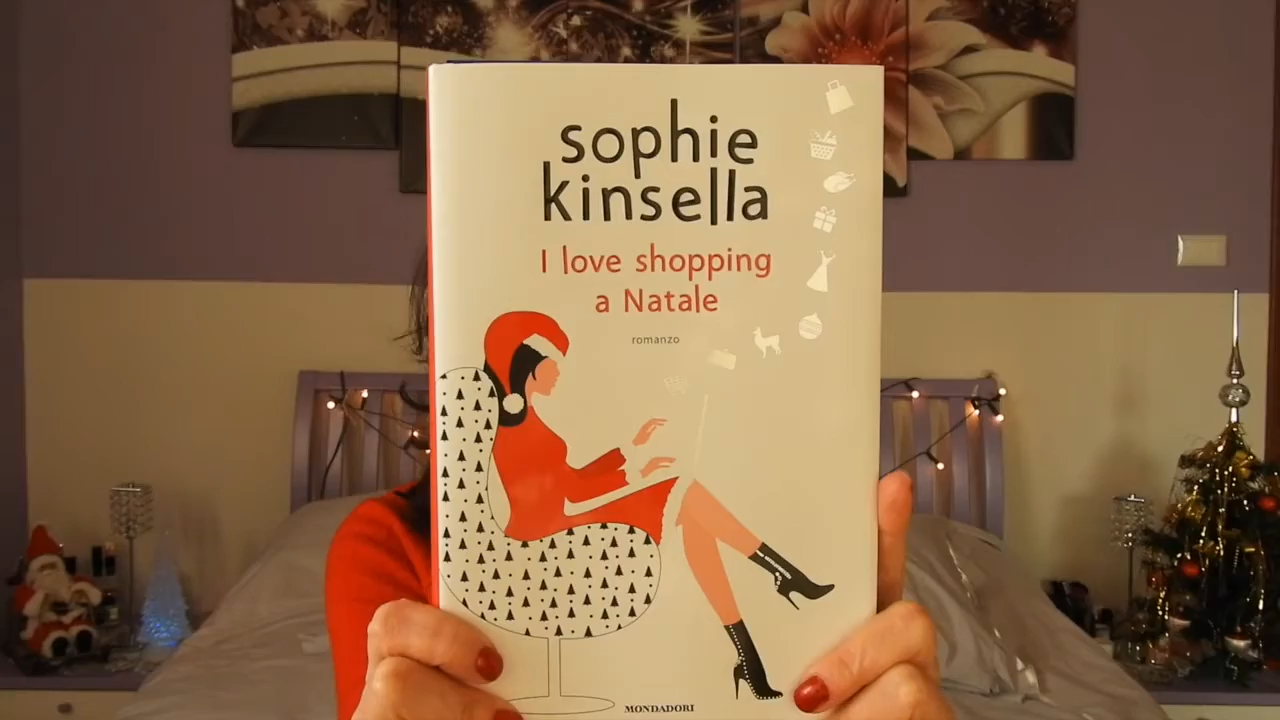 sophie
kinsella
I love shopping
a Natale
romanzo
MONDADORI